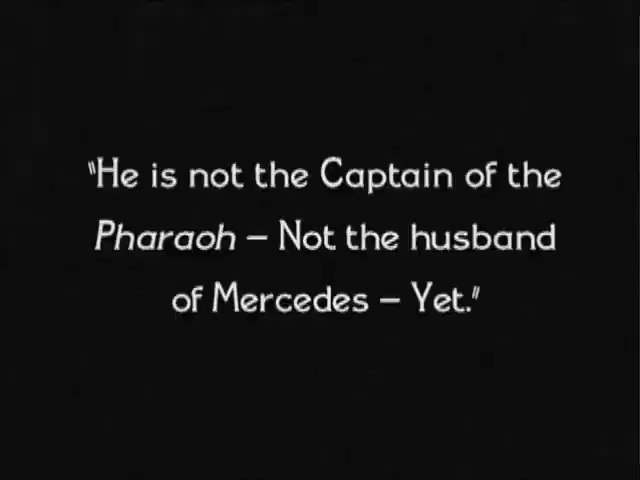 "He is not the Captain of the
Pharaoh – Not the husband
of Mercedes – Yet."